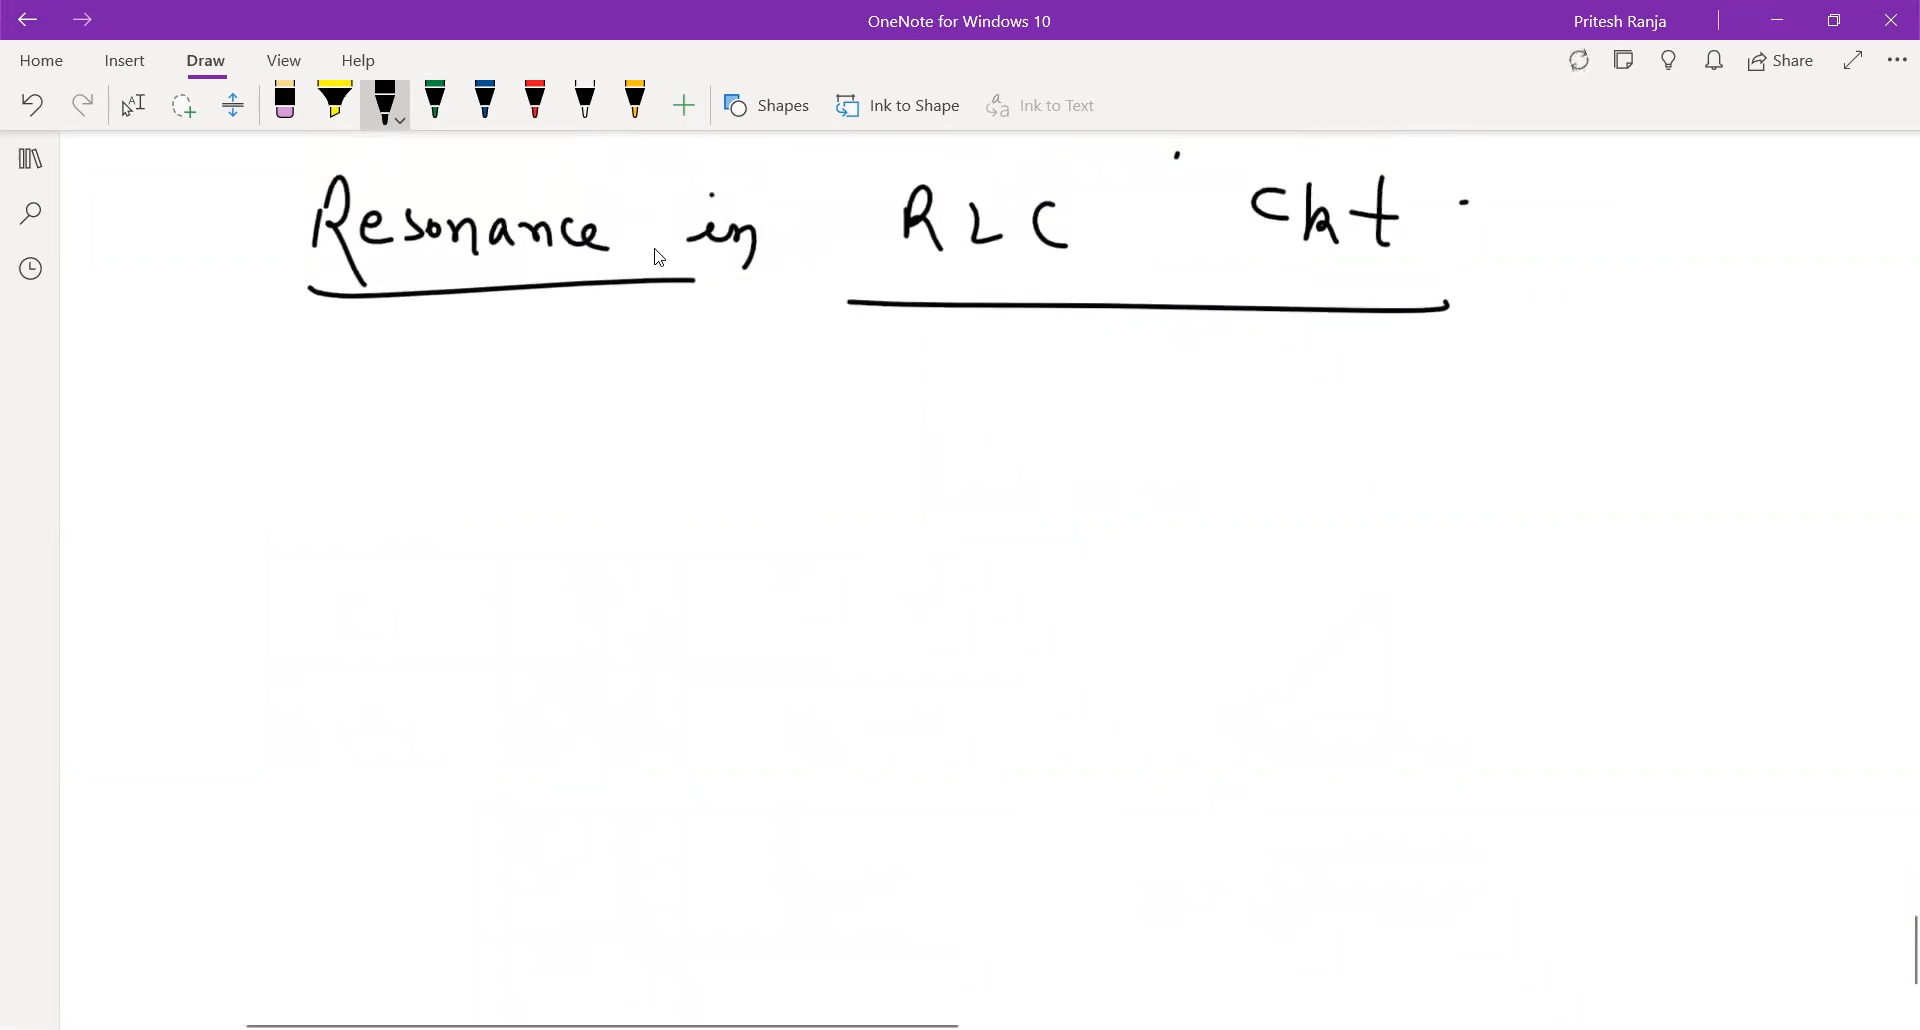 OneNote for Windows 10
Pritesh Ranja
Home Insert Draw View Help
Share
Shapes Ink to Shape Ink to Text
Resonance in RLC Ckt.